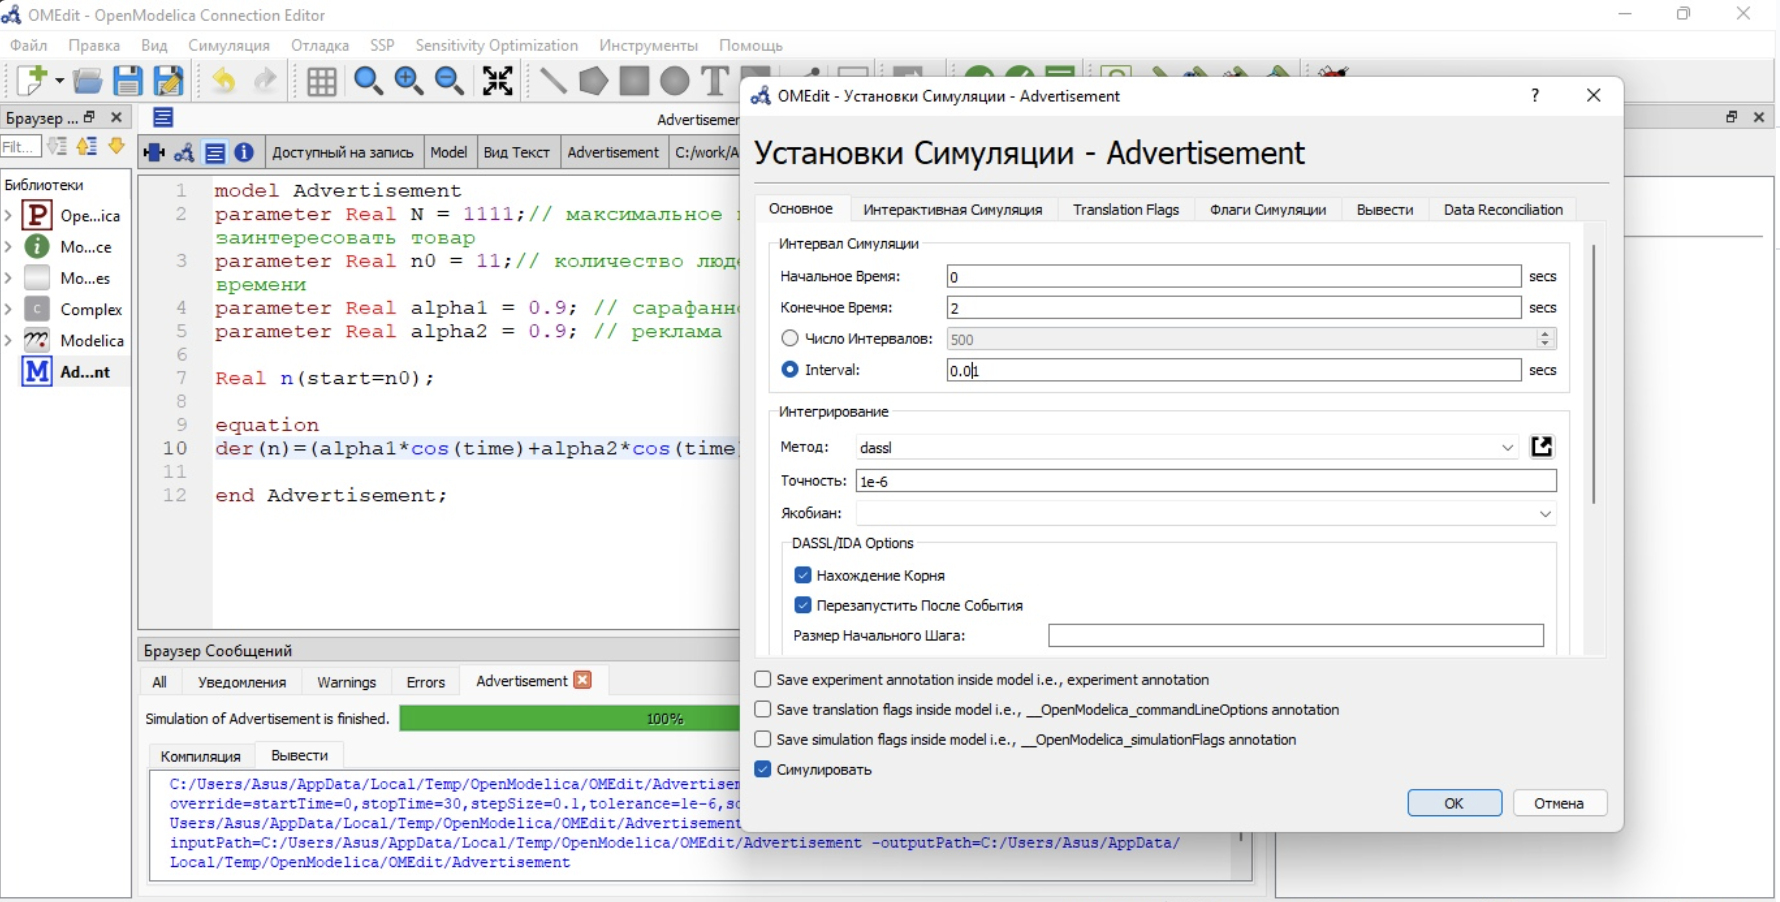 OMEdit - OpenModelica Connection Editor
Файл Правка Вид Симуляция Отладка SSP Sensitivity Optimization Инструменты Помощь
Браузер ...
Filt...
Библиотеки
Ope...ica
Mo...ce
Mo...es
Complex
Modelica
Ad...nt
Доступный на запись Model Вид Текст Advertisement C:/work/A
1 model Advertisement
2 parameter Real N = 1111;// максимальное
заинтересовать товар
3 parameter Real n0 = 11;// количество люд
времени
4 parameter Real alpha1 = 0.9; // сарафанн
5 parameter Real alpha2 = 0.9; // реклама
6
7 Real n(start=n0);
8
9 equation
10 der(n)=(alpha1*cos(time)+alpha2*cos(time
11
12 end Advertisement;
Браузер Сообщений
All Уведомления Warnings Errors Advertisement
Simulation of Advertisement is finished. 100%
Компиляция Вывести
C:/Users/Asus/AppData/Local/Temp/OpenModelica/OMEdit/Advertisem
override=startTime=0,stopTime=30,stepSize=0.1,tolerance=1e-6,so
Users/Asus/AppData/Local/Temp/OpenModelica/OMEdit/Advertisement
inputPath=C:/Users/Asus/AppData/Local/Temp/OpenModelica/OMEdit/Advertisement -outputPath=C:/Users/Asus/AppData/
Local/Temp/OpenModelica/OMEdit/Advertisement
OMEdit - Установки Симуляции - Advertisement
Установки Симуляции - Advertisement
Основное Интерактивная Симуляция Translation Flags Флаги Симуляции Вывести Data Reconciliation
Интервал Симуляции
Начальное Время: 0 secs
Конечное Время: 2 secs
Число Интервалов: 500
Interval: 0.01 secs
Интегрирование
Метод: dassl
Точность: 1e-6
Якобиан:
DASSL/IDA Options
Нахождение Корня
Перезапустить После События
Размер Начального Шага:
Save experiment annotation inside model i.e., experiment annotation
Save translation flags inside model i.e., __OpenModelica_commandLineOptions annotation
Save simulation flags inside model i.e., __OpenModelica_simulationFlags annotation
Симулировать
OK Отмена